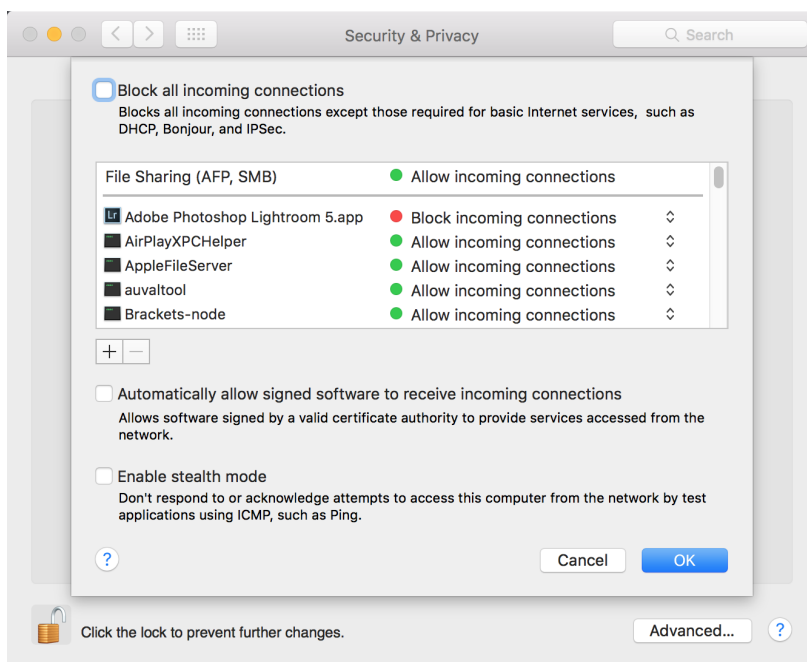 Security & Privacy
Search
Block all incoming connections
Blocks all incoming connections except those required for basic Internet services, such as
DHCP, Bonjour, and IPSec.
File Sharing (AFP, SMB) Allow incoming connections
Lr Adobe Photoshop Lightroom 5.app Block incoming connections
AirPlayXPCHelper Allow incoming connections
AppleFileServer Allow incoming connections
auvaltool Allow incoming connections
Brackets-node Allow incoming connections
+ −
Automatically allow signed software to receive incoming connections
Allows software signed by a valid certificate authority to provide services accessed from the
network.
Enable stealth mode
Don't respond to or acknowledge attempts to access this computer from the network by test
applications using ICMP, such as Ping.
? Cancel OK
Click the lock to prevent further changes. Advanced... ?